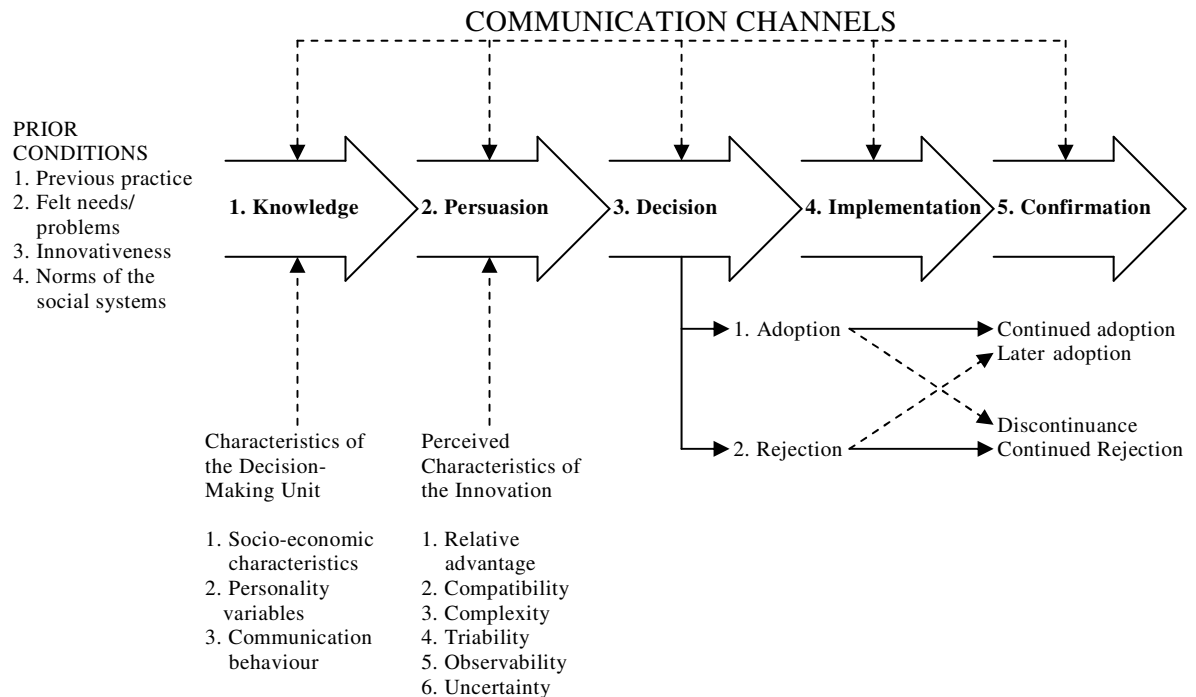 COMMUNICATION CHANNELS
PRIOR
CONDITIONS
1. Previous practice
2. Felt needs/
problems
3. Innovativeness
4. Norms of the
social systems
1. Knowledge
2. Persuasion
3. Decision
4. Implementation
5. Confirmation
1. Adoption
2. Rejection
Continued adoption
Later adoption
Discontinuance
Continued Rejection
Characteristics of
the Decision-
Making Unit
1. Socio-economic
characteristics
2. Personality
variables
3. Communication
behaviour
Perceived
Characteristics of
the Innovation
1. Relative
advantage
2. Compatibility
3. Complexity
4. Triability
5. Observability
6. Uncertainty